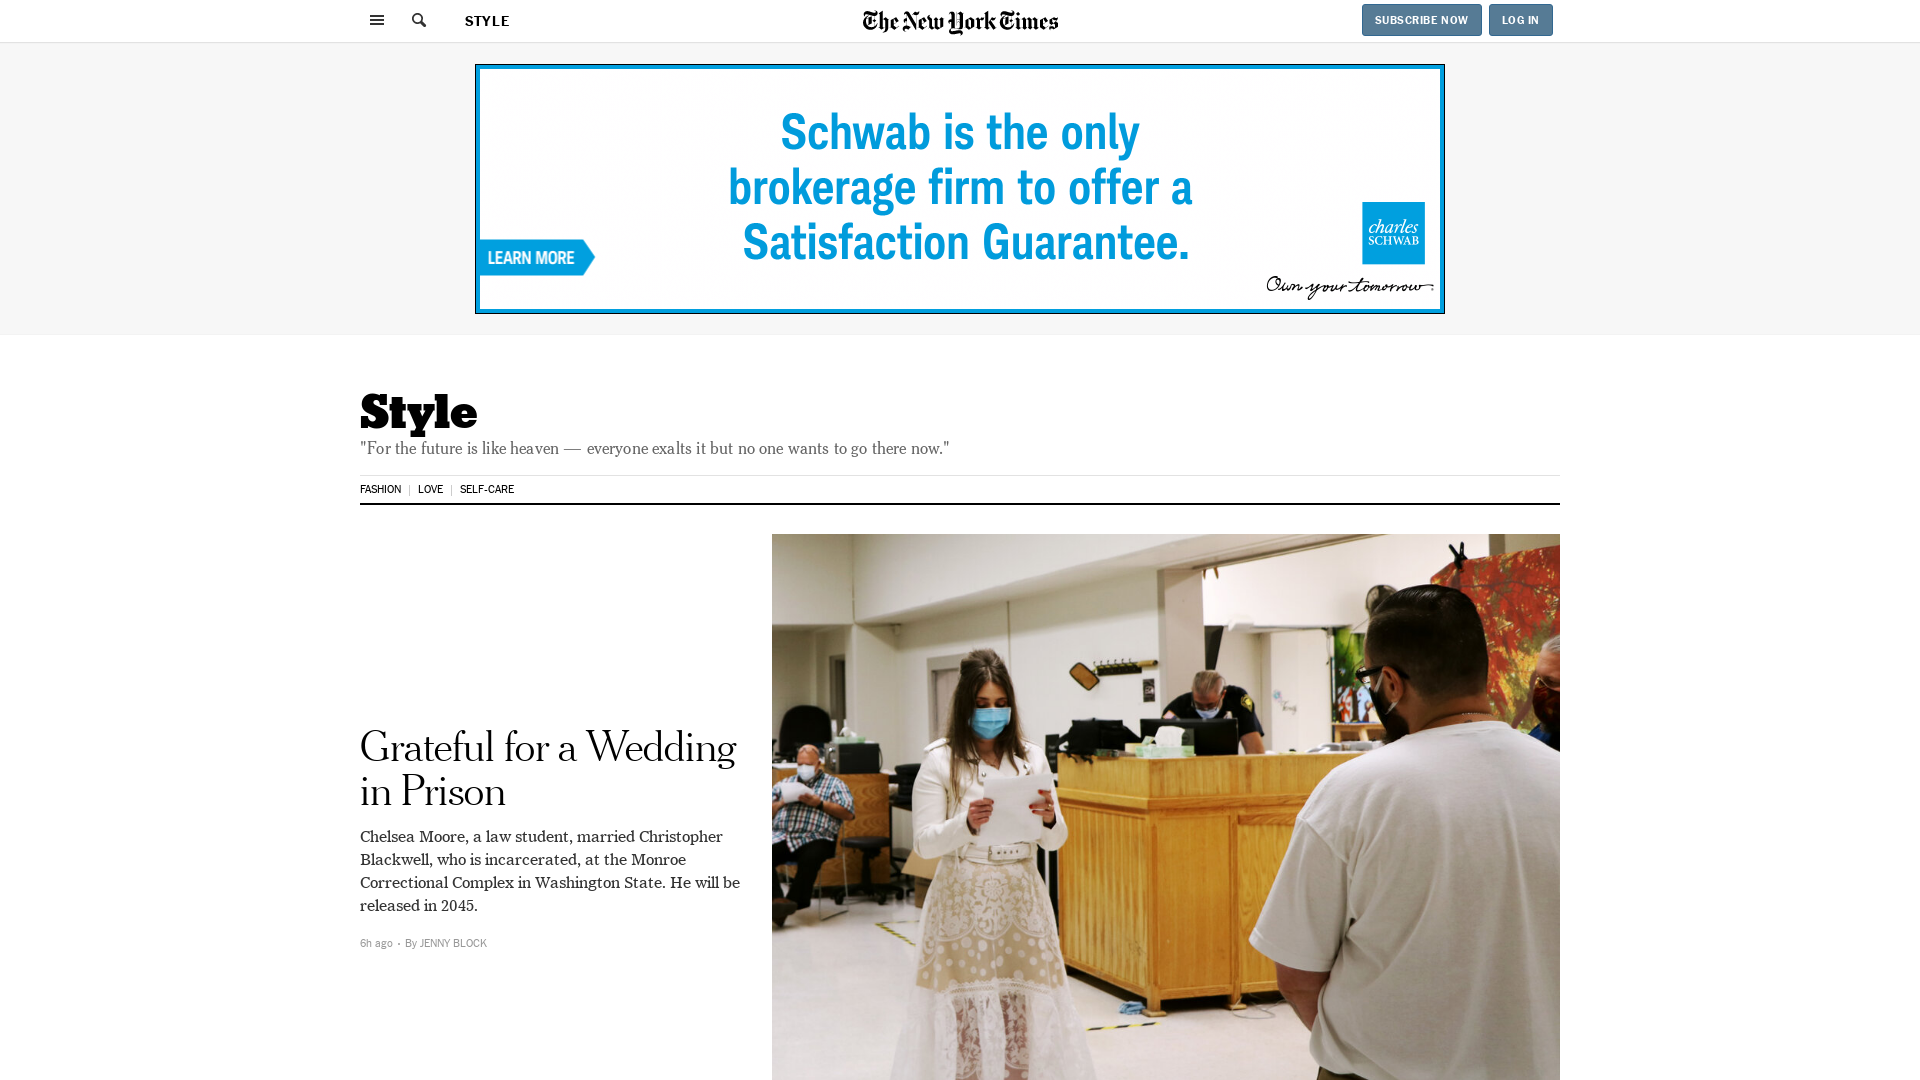 STYLE
The New York Times
SUBSCRIBE NOW
LOG IN
Schwab is the only
brokerage firm to offer a
Satisfaction Guarantee.
LEARN MORE
charles
SCHWAB
Own your tomorrow.
Style
"For the future is like heaven — everyone exalts it but no one wants to go there now."
FASHION | LOVE | SELF-CARE
Grateful for a Wedding
in Prison
Chelsea Moore, a law student, married Christopher
Blackwell, who is incarcerated, at the Monroe
Correctional Complex in Washington State. He will be
released in 2045.
6h ago · By JENNY BLOCK